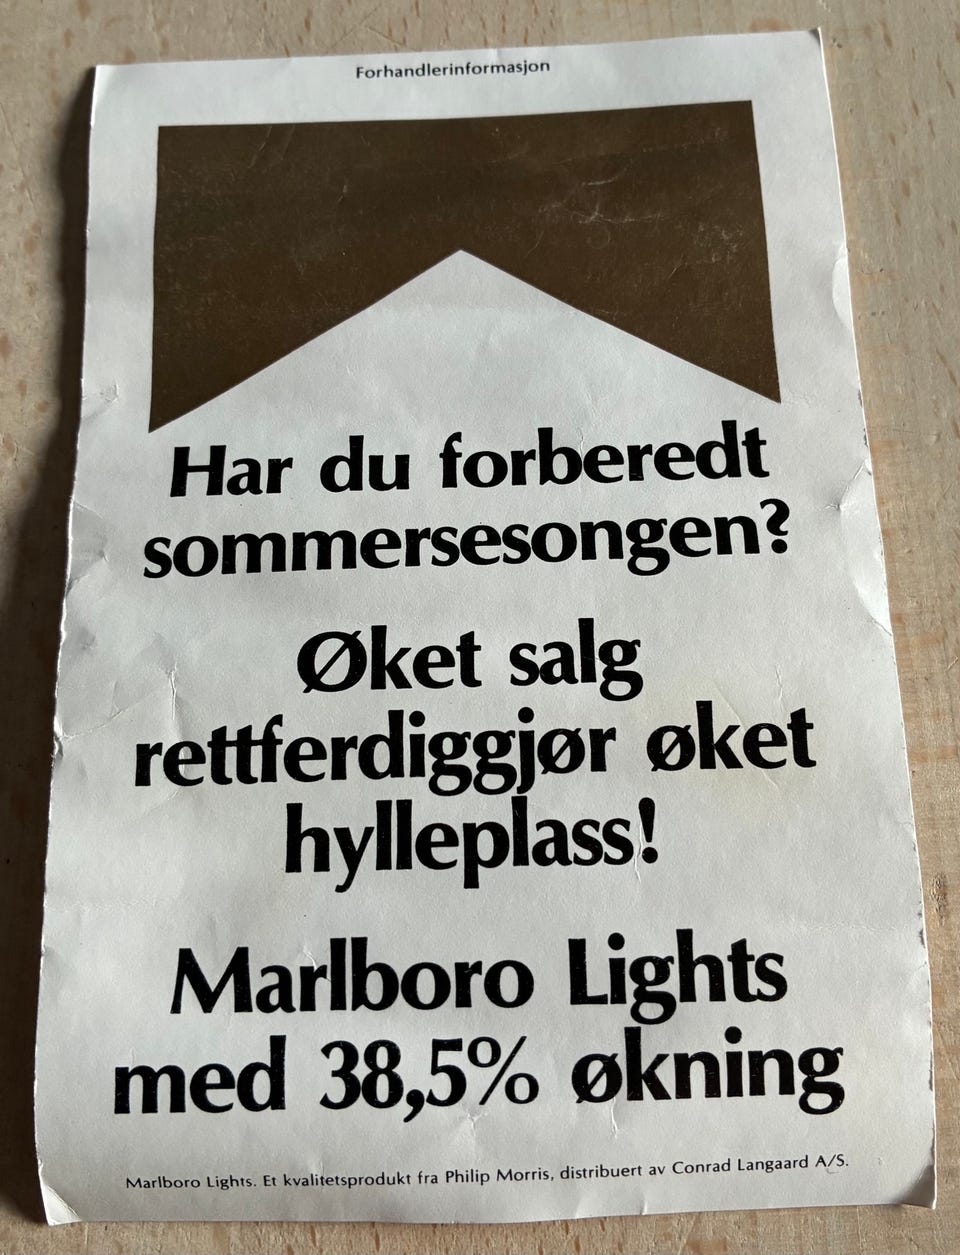 Forhandlerinformasjon
Har du forberedt
sommersesongen?
Øket salg
rettferdiggjør øket
hylleplass!
Marlboro Lights
med 38,5% økning
Marlboro Lights. Et kvalitetsprodukt fra Philip Morris, distribuert av Conrad Langaard A/S.